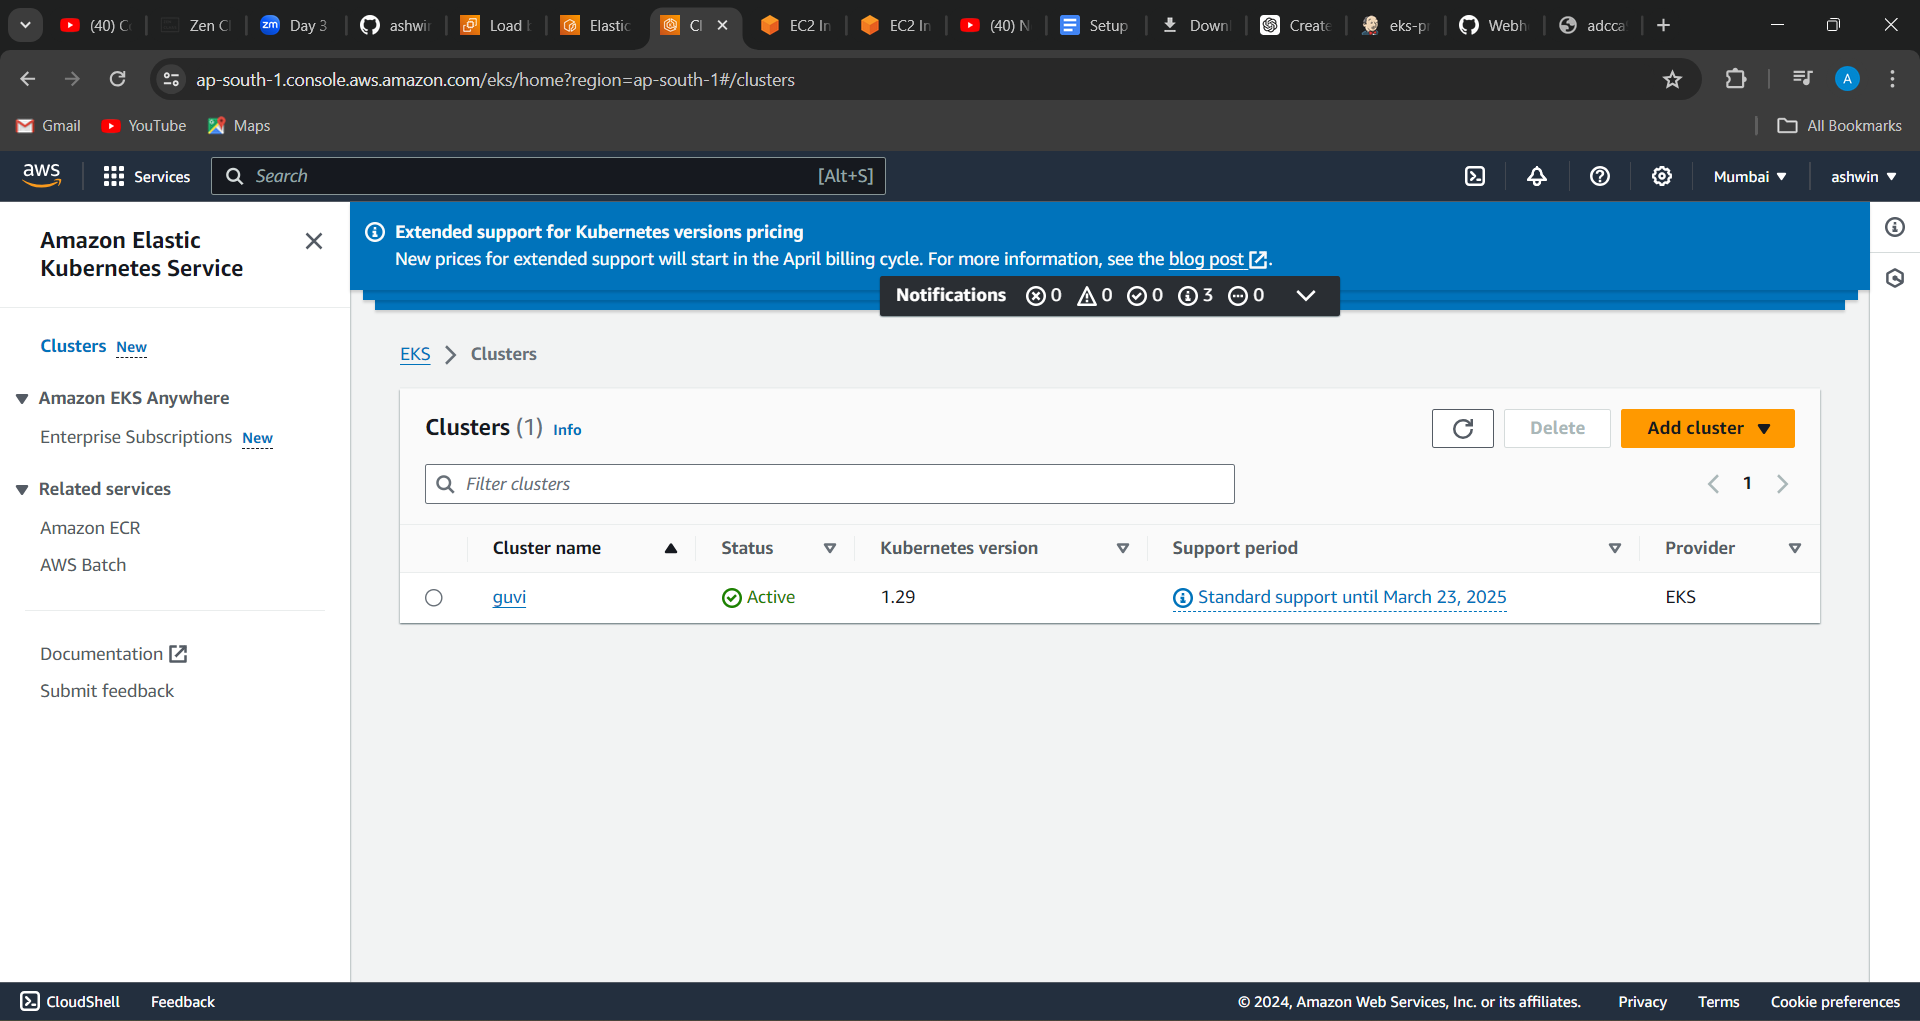 (40) C
Zen Cl
Day 3
ashwi
Load b
Elastic
Cl
EC2 In
EC2 In
(40) N
Setup
Downl
Create
eks-pr
Webh
adcca
ap-south-1.console.aws.amazon.com/eks/home?region=ap-south-1#/clusters
A
Gmail
YouTube
Maps
All Bookmarks
aws
Services
Search
[Alt+S]
Mumbai
ashwin
Amazon Elastic
Kubernetes Service
Clusters New
Amazon EKS Anywhere
Enterprise Subscriptions New
Related services
Amazon ECR
AWS Batch
Documentation
Submit feedback
Extended support for Kubernetes versions pricing
New prices for extended support will start in the April billing cycle. For more information, see the blog post.
Notifications 0 0 0 3 0
EKS > Clusters
Clusters (1) Info
Delete
Add cluster
Filter clusters
1
Cluster name Status Kubernetes version Support period Provider
guvi Active 1.29 Standard support until March 23, 2025 EKS
CloudShell Feedback
© 2024, Amazon Web Services, Inc. or its affiliates. Privacy Terms Cookie preferences